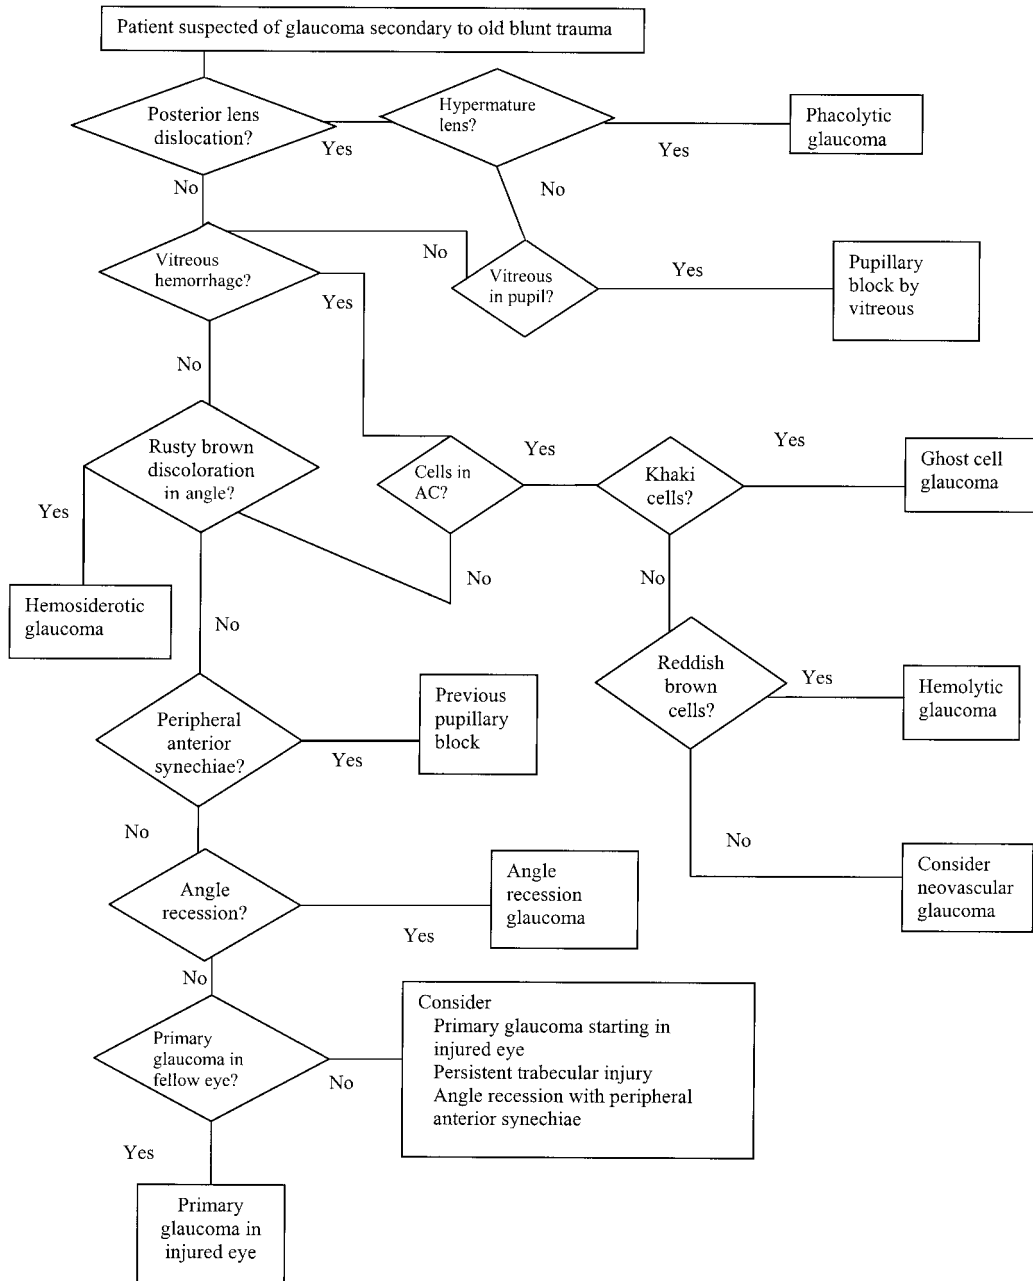 Patient suspected of glaucoma secondary to old blunt trauma
Posterior lens
dislocation?
Yes
Hypermature
lens?
Yes
Phacolytic
glaucoma
No
No
Vitreous
hemorrhage?
Yes
No
Vitreous
in pupil?
Yes
Pupillary
block by
vitreous
No
Rusty brown
discoloration
in angle?
Yes
Cells in
AC?
Yes
Khaki
cells?
Yes
Ghost cell
glaucoma
No
No
Hemosiderotic
glaucoma
No
Reddish
brown
cells?
Yes
Hemolytic
glaucoma
Peripheral
anterior
synechiae?
Yes
Previous
pupillary
block
No
No
Consider
neovascular
glaucoma
Angle
recession?
Yes
Angle
recession
glaucoma
No
Primary
glaucoma in
fellow eye?
No
Consider
Primary glaucoma starting in
injured eye
Persistent trabecular injury
Angle recession with peripheral
anterior synechiae
Yes
Primary
glaucoma in
injured eye